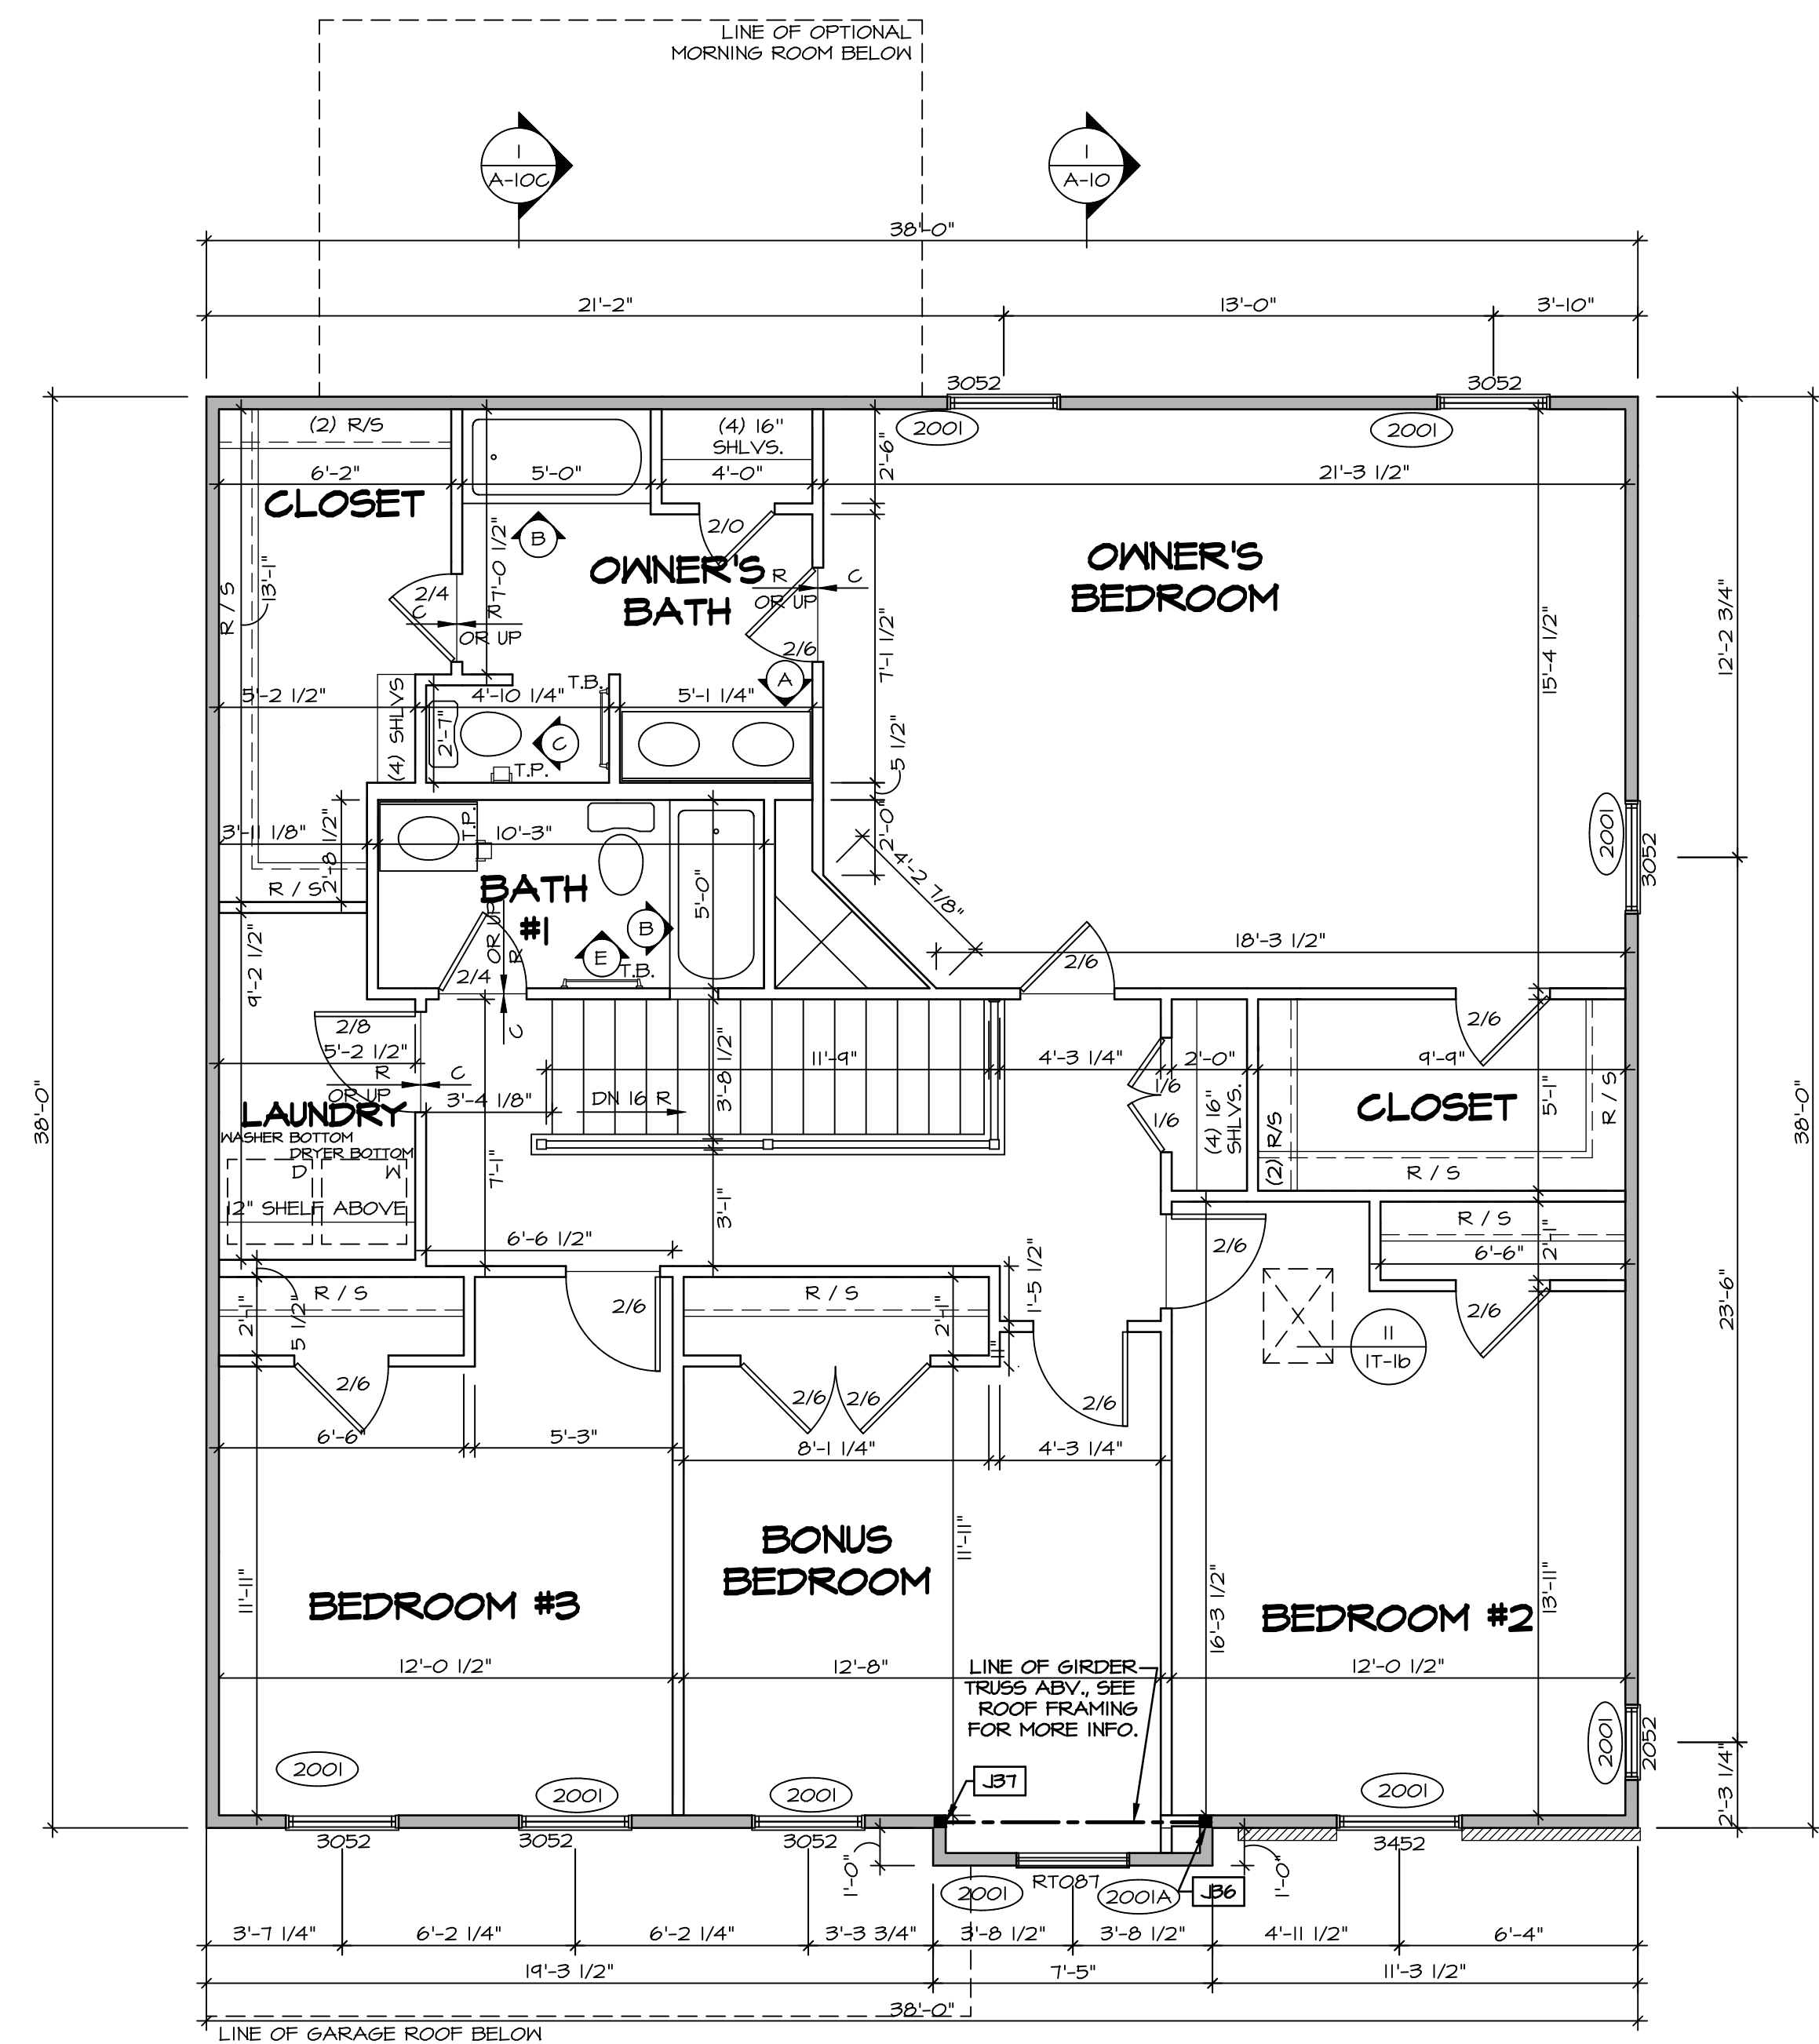 LINE OF OPTIONAL
MORNING ROOM BELOW
1
A-10C
1
A-10
38'-0"
21'-2"
13'-0"
3'-10"
3052
3052
2001
2001
(2) R/S
(4) 16"
SHLVS.
6'-2"
5'-0"
4'-0"
2'-6"
21'-3 1/2"
CLOSET
2/0
B
7'-0 1/2"
OWNER'S
BATH
OWNER'S
BEDROOM
R / S
13'-1"
2/4
C
R
OR UP
R
C
OR UP
2/6
7'-1 1/2"
15'-4 1/2"
12'-2 3/4"
A
T.B.
5'-2 1/2"
4'-10 1/4"
5'-1 1/4"
(4) SHLVS
2'-7"
C
T.P.
5 1/2"
2'-0"
4'-2 7/8"
2001
3052
3'-11 1/8"
2'-8 1/2"
T.P.
10'-3"
R / S
BATH
#1
5'-0"
B
E
T.B.
OR UP
R
2/4
C
18'-3 1/2"
2/6
9'-2 1/2"
2/8
5'-2 1/2"
R
C
OR UP
LAUNDRY
WASHER BOTTOM
DRYER BOTTOM
D
W
12" SHELF ABOVE
3'-4 1/8"
DN 16 R
3'-8 1/2"
11'-9"
4'-3 1/4"
2'-0"
9'-9"
2/6
1/6
1/6
(4) 16"
SHLVS.
(2) R/S
CLOSET
R / S
R / S
5'-1"
38'-0"
38'-0"
7'-1"
3'-1"
6'-6 1/2"
2/6
R / S
6'-6"
2'-1"
2/6
1'-5 1/2"
R / S
2'-1"
5 1/2"
2/6
R / S
2'-1"
11"
2/6
2/6
2/6
2/6
11
1T-1b
23'-6"
6'-6"
5'-3"
8'-1 1/4"
4'-3 1/4"
11'-11"
BEDROOM #3
BONUS
BEDROOM
11'-11"
16'-3 1/2"
BEDROOM #2
13'-11"
12'-0 1/2"
12'-8"
12'-0 1/2"
LINE OF GIRDER
TRUSS ABV., SEE
ROOF FRAMING
FOR MORE INFO.
2001
2001
2001
J37
2001
2001
2052
2'-3 1/4"
3052
3052
3052
3452
1'-0"
RT087
2001
2001A
J36
1'-0"
3'-7 1/4"
6'-2 1/4"
6'-2 1/4"
3'-3 3/4"
3'-8 1/2"
3'-8 1/2"
4'-11 1/2"
6'-4"
19'-3 1/2"
7'-5"
11'-3 1/2"
38'-0"
LINE OF GARAGE ROOF BELOW